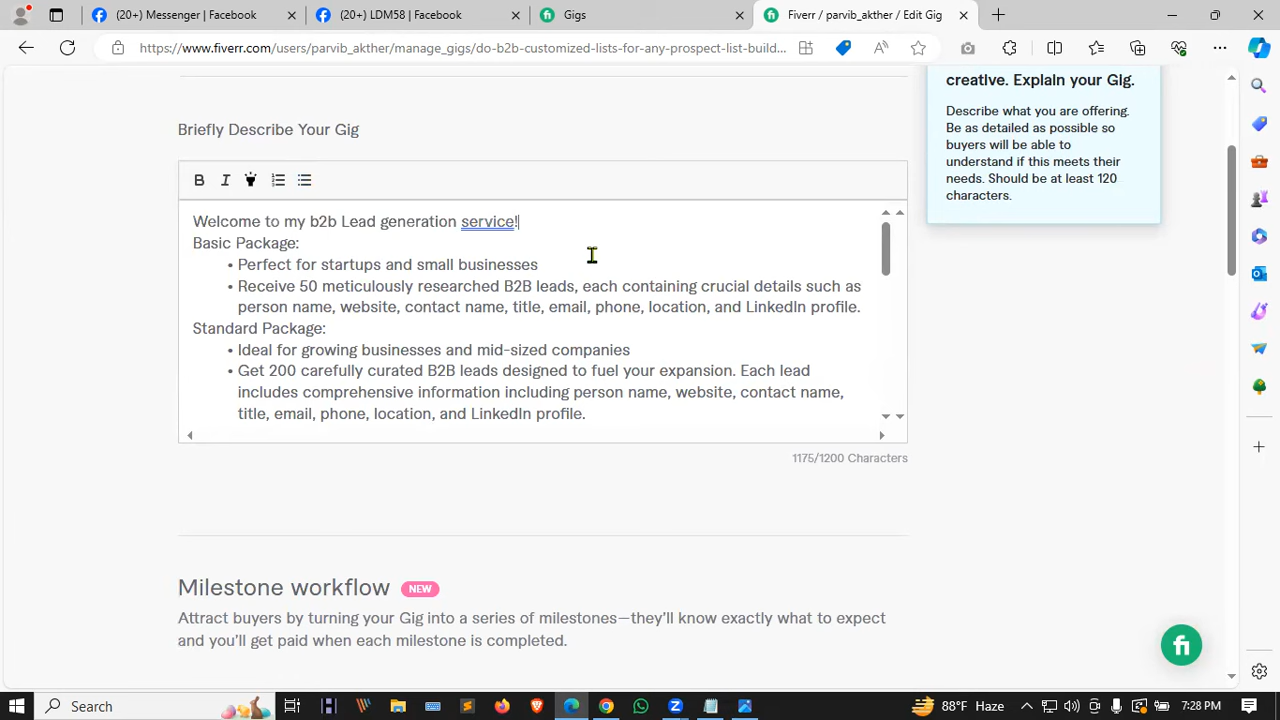 (20+) Messenger | Facebook
(20+) LDM58 | Facebook
Gigs
Fiverr / parvib_akther / Edit Gig
https://www.fiverr.com/users/parvib_akther/manage_gigs/do-b2b-customized-lists-for-any-prospect-list-build...
creative. Explain your Gig.
Describe what you are offering.
Be as detailed as possible so
buyers will be able to
understand if this meets their
needs. Should be at least 120
characters.
Briefly Describe Your Gig
B I
Welcome to my b2b Lead generation service!
Basic Package:
• Perfect for startups and small businesses
• Receive 50 meticulously researched B2B leads, each containing crucial details such as
person name, website, contact name, title, email, phone, location, and LinkedIn profile.
Standard Package:
• Ideal for growing businesses and mid-sized companies
• Get 200 carefully curated B2B leads designed to fuel your expansion. Each lead
includes comprehensive information including person name, website, contact name,
title, email, phone, location, and LinkedIn profile.
1175/1200 Characters
Milestone workflow NEW
Attract buyers by turning your Gig into a series of milestones—they'll know exactly what to expect
and you'll get paid when each milestone is completed.
fi
Search
88°F Haze
7:28 PM